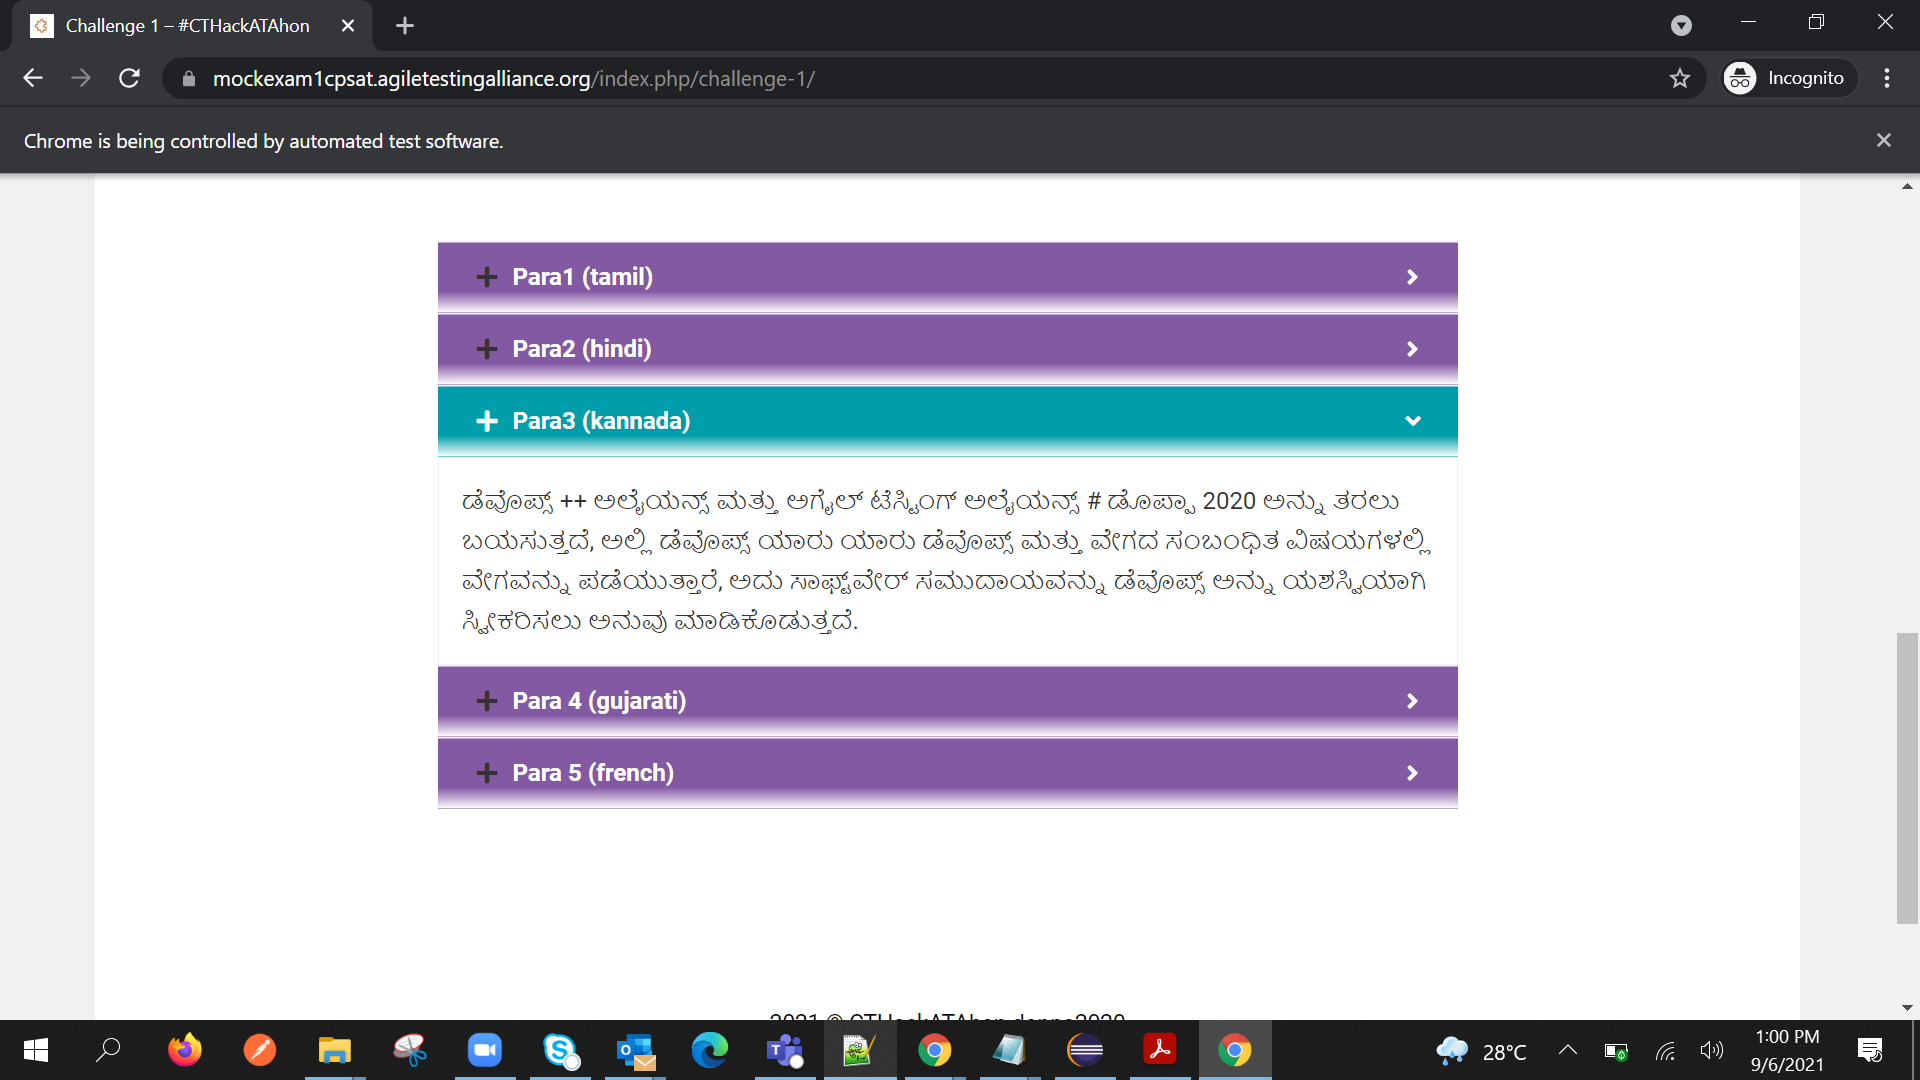 Challenge 1 – #CTHackATAhon
mockexam1cpsat.agiletestingalliance.org/index.php/challenge-1/
Incognito
Chrome is being controlled by automated test software.
Para1 (tamil)
Para2 (hindi)
Para3 (kannada)
ಡೆವೊಪ್ಸ್ ++ ಅಲೈಯನ್ಸ್ ಮತ್ತು ಅಗೈಲ್ ಟೆಸ್ಟಿಂಗ್ ಅಲೈಯನ್ಸ್ # ಡೊಪ್ಪಾ 2020 ಅನ್ನು ತರಲು
ಬಯಸುತ್ತದೆ, ಅಲ್ಲಿ ಡೆವೊಪ್ಸ್ ಯಾರು ಯಾರು ಡೆವೊಪ್ಸ್ ಮತ್ತು ವೇಗದ ಸಂಬಂಧಿತ ವಿಷಯಗಳಲ್ಲಿ
ವೇಗವನ್ನು ಪಡೆಯುತ್ತಾರೆ, ಅದು ಸಾಫ್ಟ್‌ವೇರ್ ಸಮುದಾಯವನ್ನು ಡೆವೊಪ್ಸ್ ಅನ್ನು ಯಶಸ್ವಿಯಾಗಿ
ಸ್ವೀಕರಿಸಲು ಅನುವು ಮಾಡಿಕೊಡುತ್ತದೆ.
Para 4 (gujarati)
Para 5 (french)
2021 © CTHackATAhon doppa2020
28°C
1:00 PM
9/6/2021